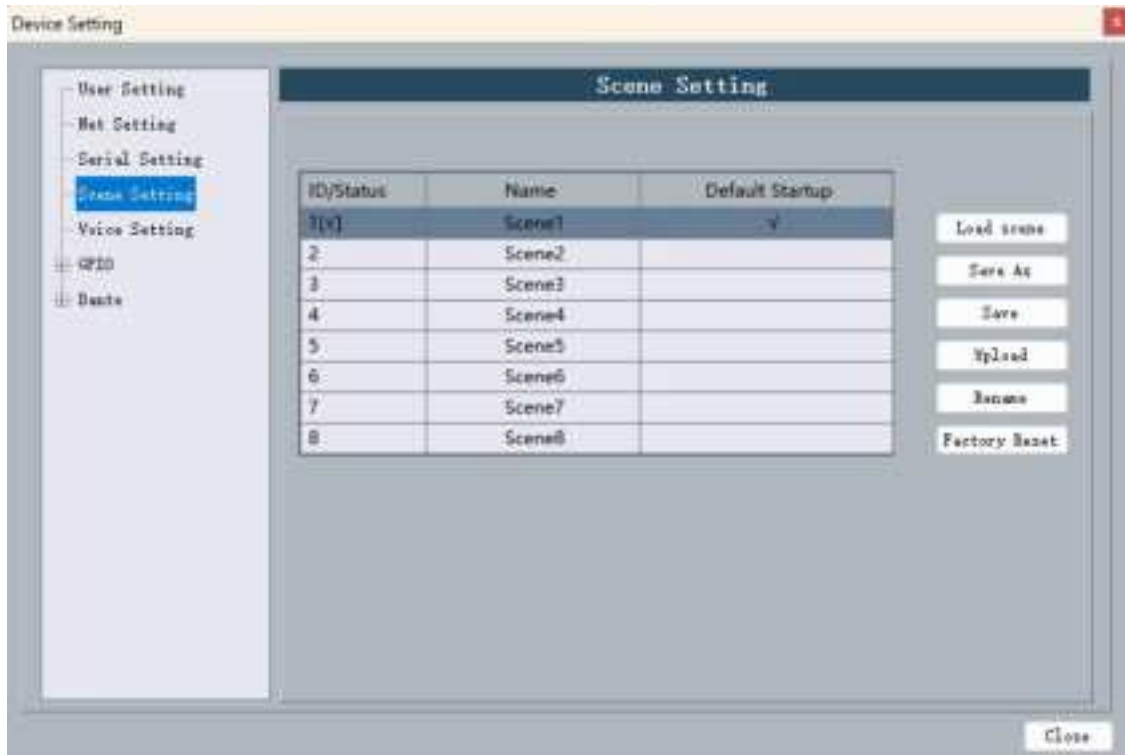 Device Setting
x
User Setting
Net Setting
Serial Setting
Scene Setting
Voice Setting
GPIO
Dante
Scene Setting
ID/Status Name Default Startup
1[√] Scene1 √
2 Scene2
3 Scene3
4 Scene4
5 Scene5
6 Scene6
7 Scene7
8 Scene8
Load scene
Save As
Save
Upload
Rename
Factory Reset
Close